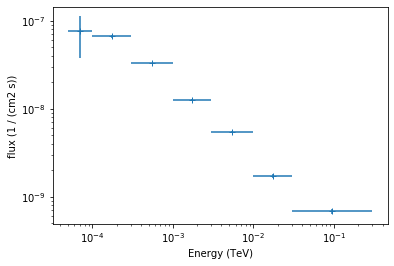 flux (1 / (cm2 s))
10⁻⁷
10⁻⁸
10⁻⁹
10⁻⁴ 10⁻³ 10⁻² 10⁻¹
Energy (TeV)